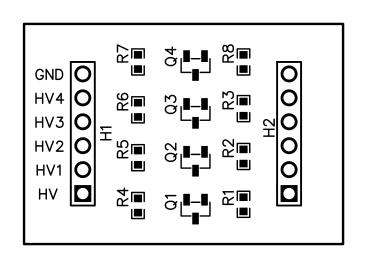 R7 Q4 R8
GND
HV4 R6 Q3 R3
HV3 H1 H2
HV2 R5 Q2 R2
HV1
HV R4 Q1 R1